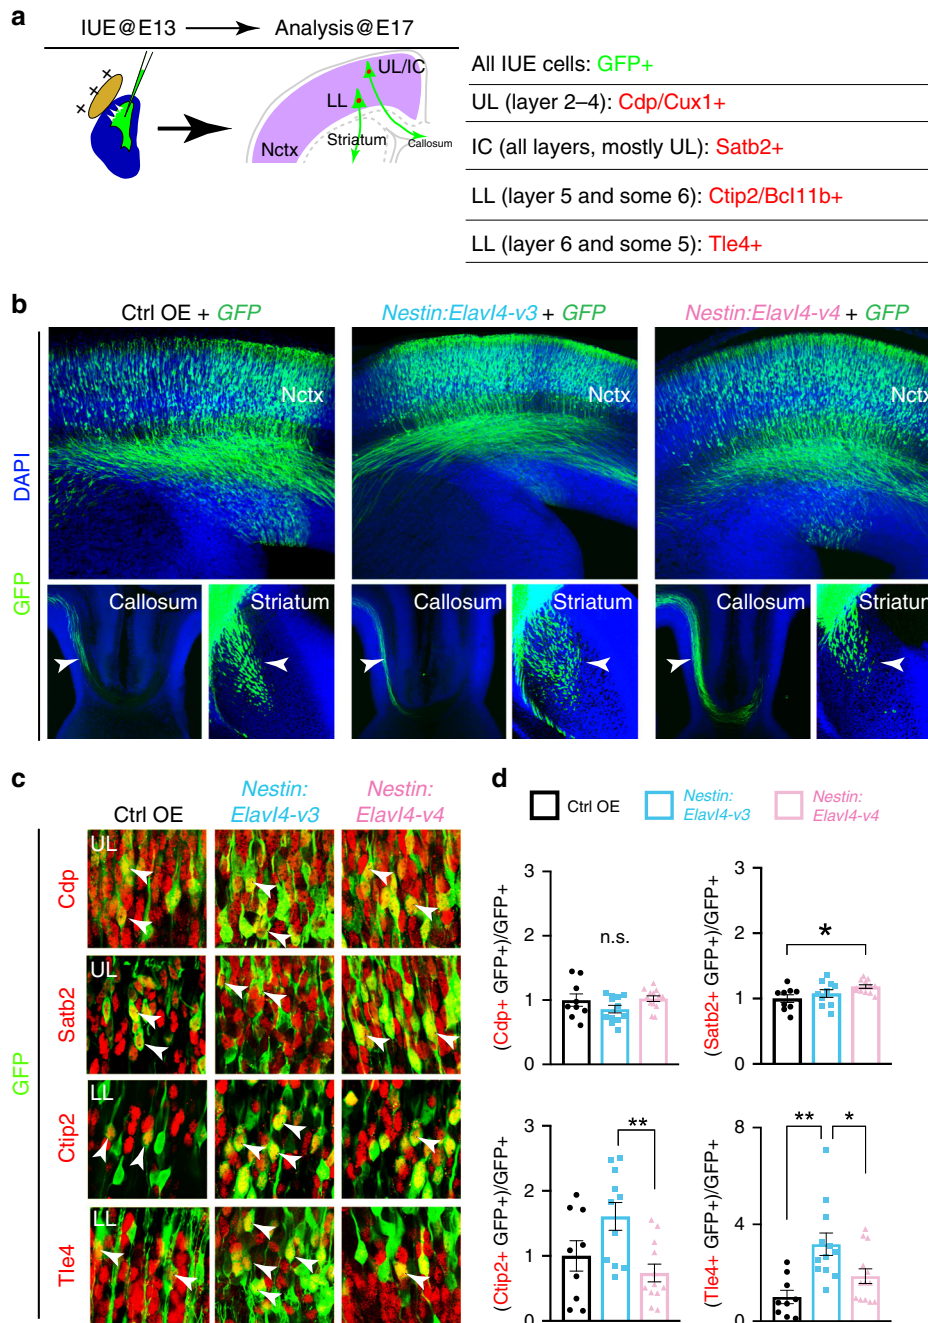 a
IUE@E13
Analysis@E17
UL/IC
LL
Striatum
Callosum
Nctx
All IUE cells: GFP+
UL (layer 2–4): Cdp/Cux1+
IC (all layers, mostly UL): Satb2+
LL (layer 5 and some 6): Ctip2/Bcl11b+
LL (layer 6 and some 5): Tle4+
b
Ctrl OE + GFP
Nestin:Elavl4-v3 + GFP
Nestin:Elavl4-v4 + GFP
GFP DAPI
Nctx
Nctx
Nctx
Callosum
Striatum
Callosum
Striatum
Callosum
Striatum
c
Ctrl OE
Nestin:
Elavl4-v3
Nestin:
Elavl4-v4
GFP
Cdp
UL
Satb2
UL
Ctip2
LL
Tle4
LL
d
Ctrl OE
Nestin:
Elavl4-v3
Nestin:
Elavl4-v4
(Cdp+ GFP+)/GFP+
3
2
1
0
n.s.
(Satb2+ GFP+)/GFP+
3
2
1
0
*
(Ctip2+ GFP+)/GFP+
3
2
1
0
**
(Tle4+ GFP+)/GFP+
8
4
0
**
*